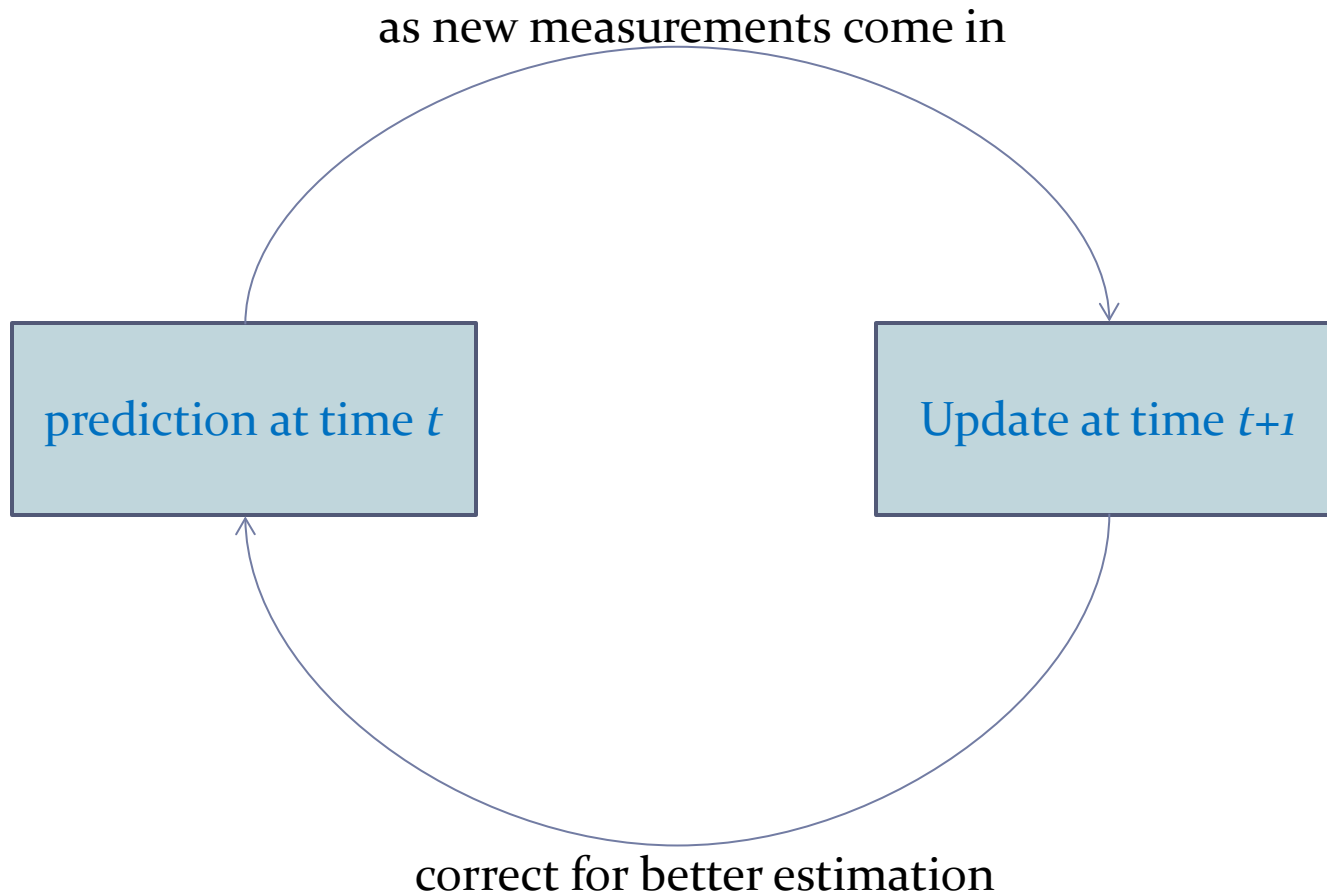 as new measurements come in
prediction at time t
Update at time t+1
correct for better estimation